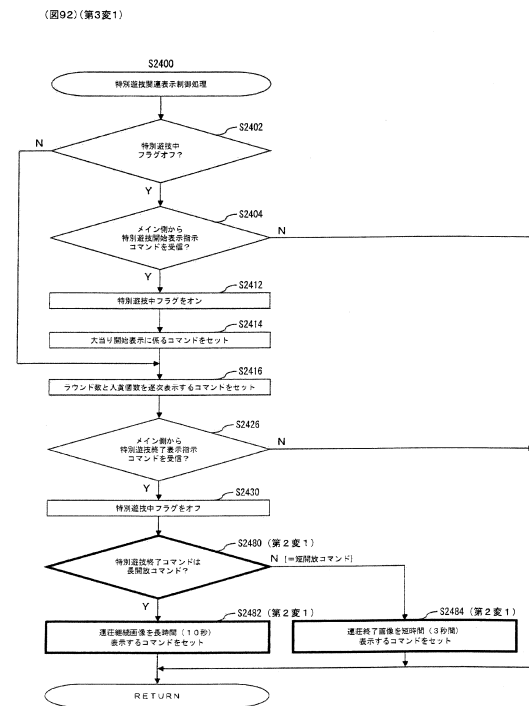 (図92)(第3変1)
S2400
特別遊技関連表示制御処理
S2402
特別遊技中
フラグオフ?
N
Y
S2404
メイン側から
特別遊技開始表示指示
コマンドを受信?
N
Y
S2412
特別遊技中フラグをオン
S2414
大当り開始表示に係るコマンドをセット
S2416
ラウンド数と入賞個数を逐次表示するコマンドをセット
S2426
メイン側から
特別遊技終了表示指示
コマンドを受信?
N
Y
S2430
特別遊技中フラグをオフ
S2480(第2変1)
特別遊技終了コマンドは
長開放コマンド?
N [=短開放コマンド]
Y
S2482(第2変1)
連荘継続画像を長時間(10秒)
表示するコマンドをセット
S2484(第2変1)
連荘終了画像を短時間(3秒間)
表示するコマンドをセット
RETURN